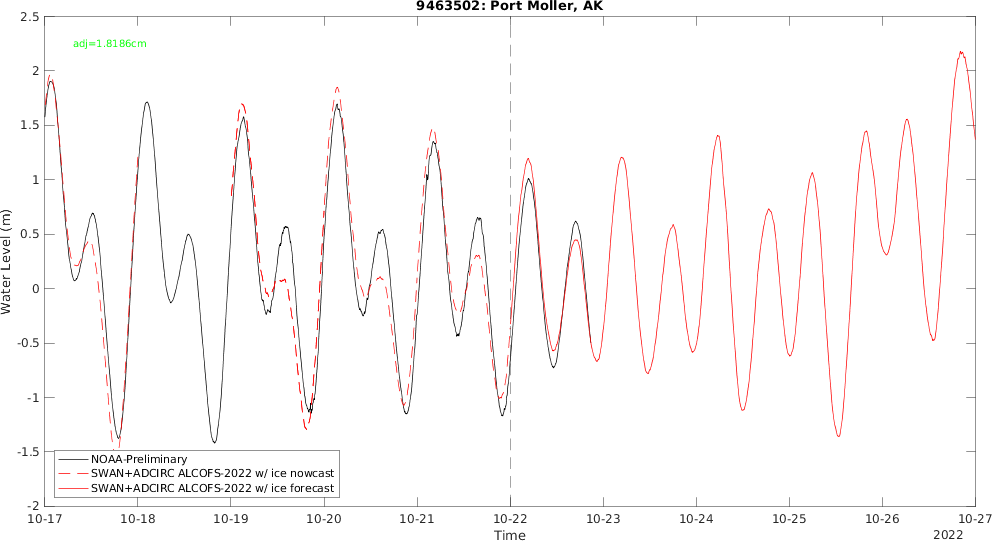 9463502: Port Moller, AK
adj=1.8186cm
2.5
2
1.5
1
0.5
0
-0.5
-1
-1.5
-2
Water Level (m)
NOAA-Preliminary
SWAN+ADCIRC ALCOFS-2022 w/ ice nowcast
SWAN+ADCIRC ALCOFS-2022 w/ ice forecast
10-17 10-18 10-19 10-20 10-21 10-22 10-23 10-24 10-25 10-26 10-27
Time
2022